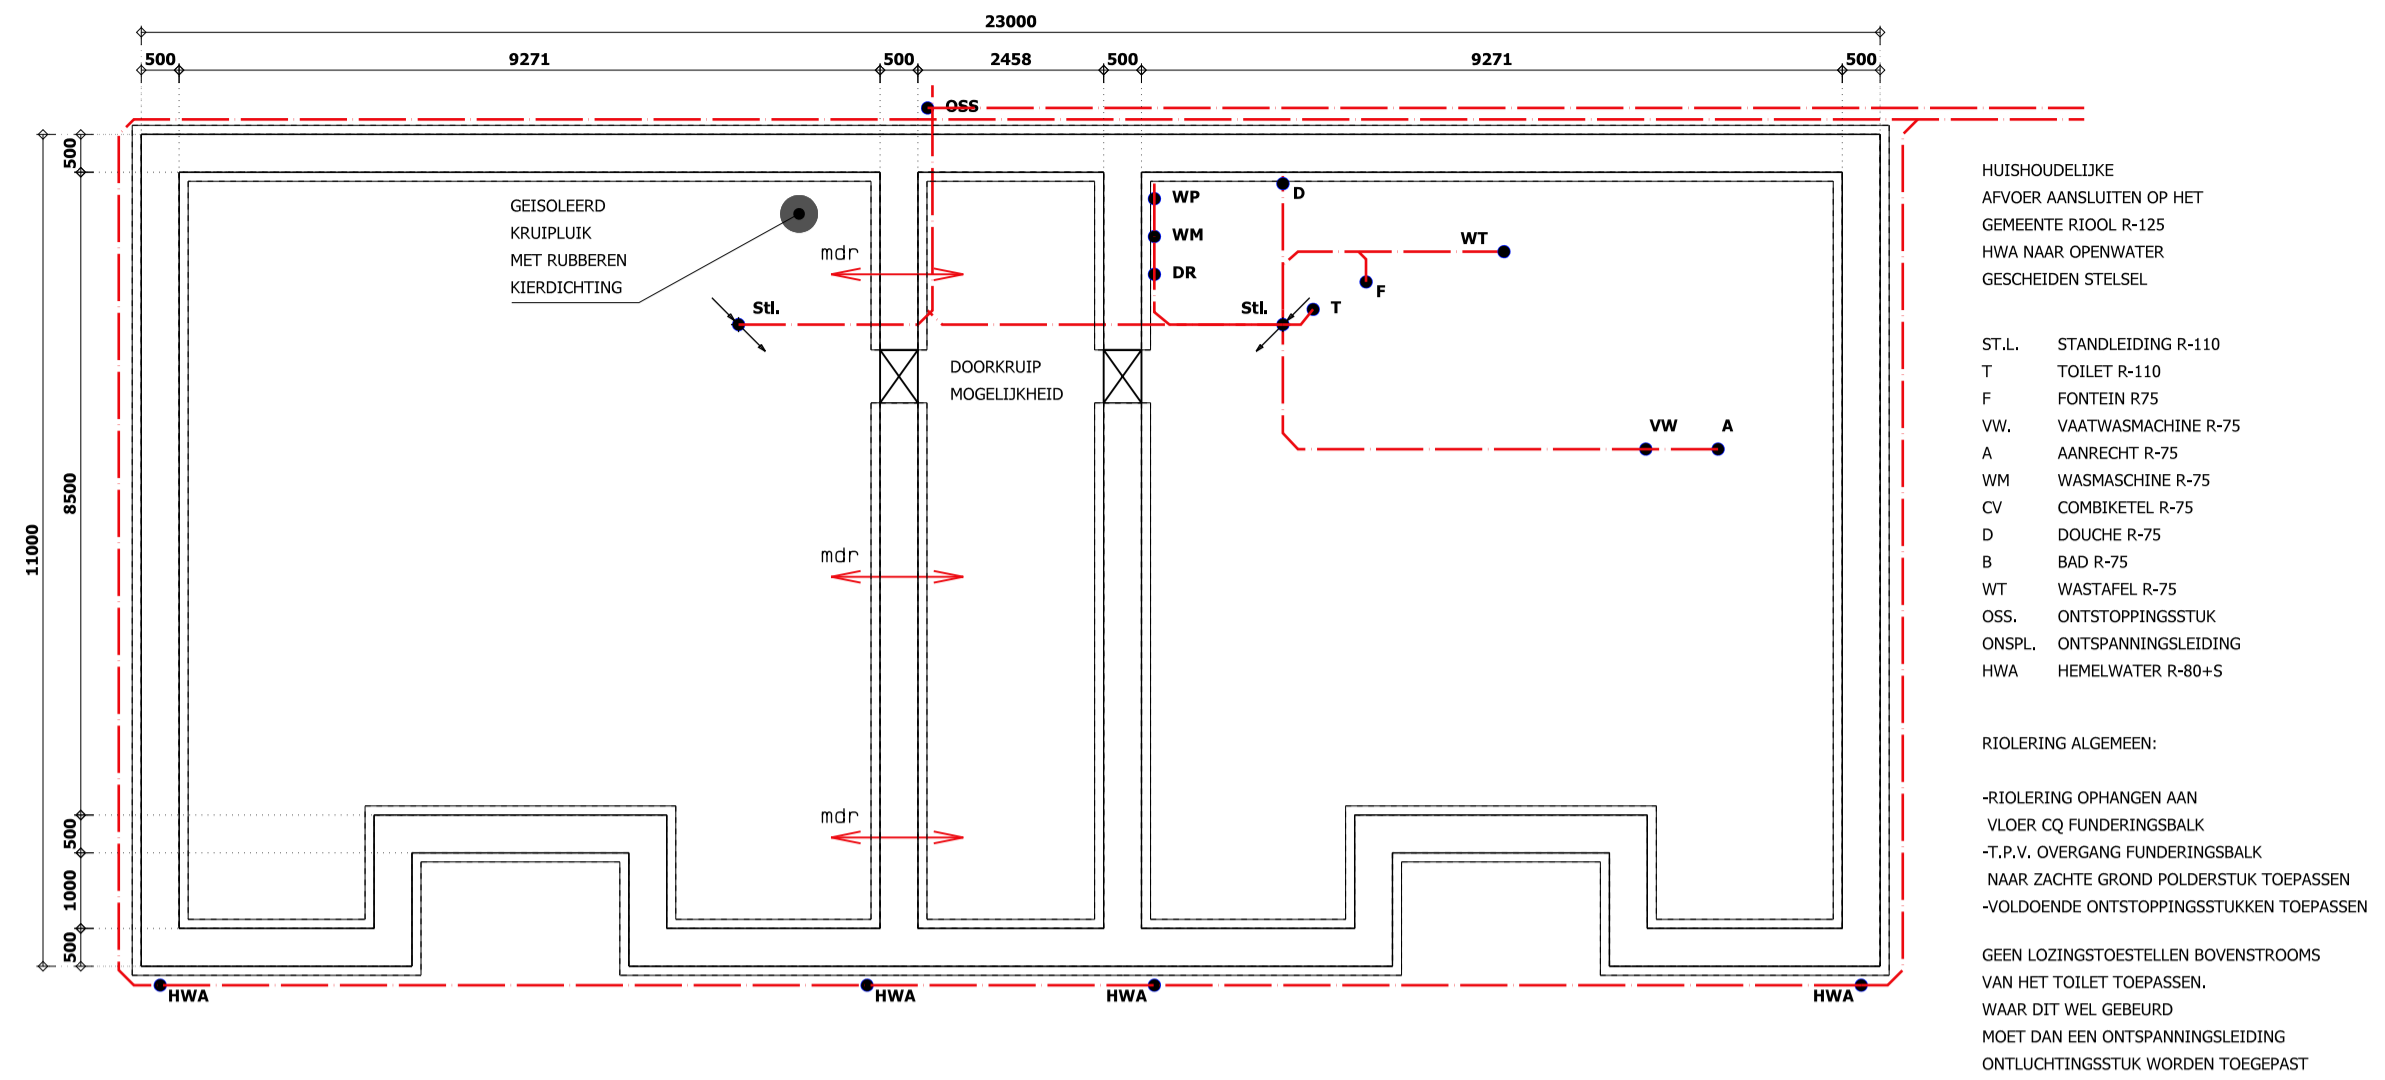 23000
500 9271 500 2458 500 9271 500
OSS
500
8500
11000
500
1000
500
GEISOLEERD
KRUIPLUIK
MET RUBBEREN
KIERDICHTING
mdr
Stl.
DOORKRUIP
MOGELIJKHEID
mdr
mdr
WP
WM
DR
D
WT
F
Stl.
T
VW A
HWA
HWA
HWA
HWA
HUISHOUDELIJKE
AFVOER AANSLUITEN OP HET
GEMEENTE RIOOL R-125
HWA NAAR OPENWATER
GESCHEIDEN STELSEL
ST.L. STANDLEIDING R-110
T TOILET R-110
F FONTEIN R75
VW. VAATWASMACHINE R-75
A AANRECHT R-75
WM WASMASCHINE R-75
CV COMBIKETEL R-75
D DOUCHE R-75
B BAD R-75
WT WASTAFEL R-75
OSS. ONTSTOPPINGSSTUK
ONSPL. ONTSPANNINGSLEIDING
HWA HEMELWATER R-80+S
RIOLERING ALGEMEEN:
-RIOLERING OPHANGEN AAN
VLOER CQ FUNDERINGSBALK
-T.P.V. OVERGANG FUNDERINGSBALK
NAAR ZACHTE GROND POLDERSTUK TOEPASSEN
-VOLDOENDE ONTSTOPPINGSSTUKKEN TOEPASSEN
GEEN LOZINGSTOESTELLEN BOVENSTROOMS
VAN HET TOILET TOEPASSEN.
WAAR DIT WEL GEBEURD
MOET DAN EEN ONTSPANNINGSLEIDING
ONTLUCHTINGSSTUK WORDEN TOEGEPAST